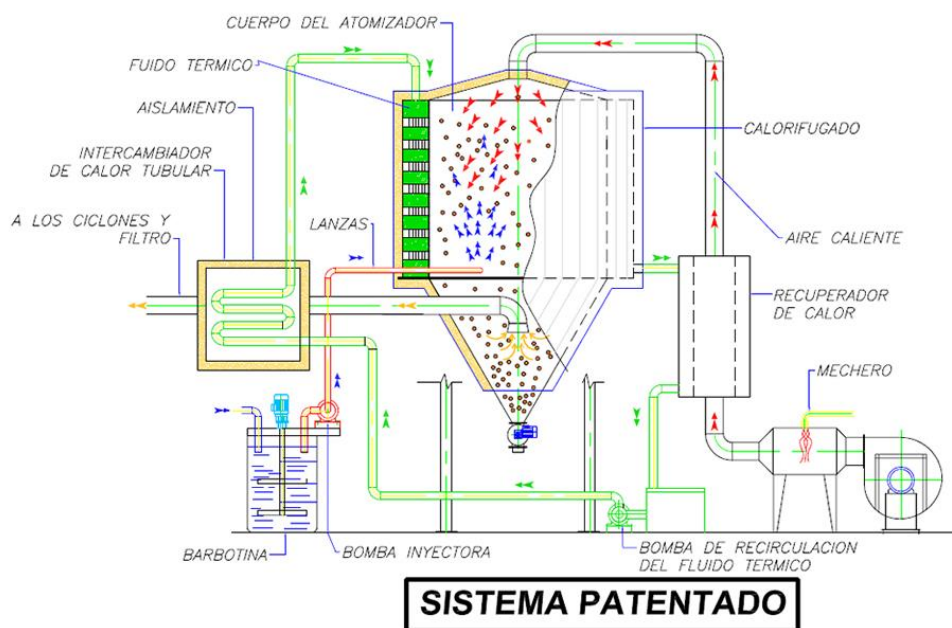 CUERPO DEL ATOMIZADOR
FUIDO TERMICO
AISLAMIENTO
INTERCAMBIADOR
DE CALOR TUBULAR
A LOS CICLONES Y
FILTRO
LANZAS
CALORIFUGADO
AIRE CALIENTE
RECUPERADOR
DE CALOR
MECHERO
BARBOTINA
BOMBA INYECTORA
BOMBA DE RECIRCULACION
DEL FLUIDO TERMICO
SISTEMA PATENTADO